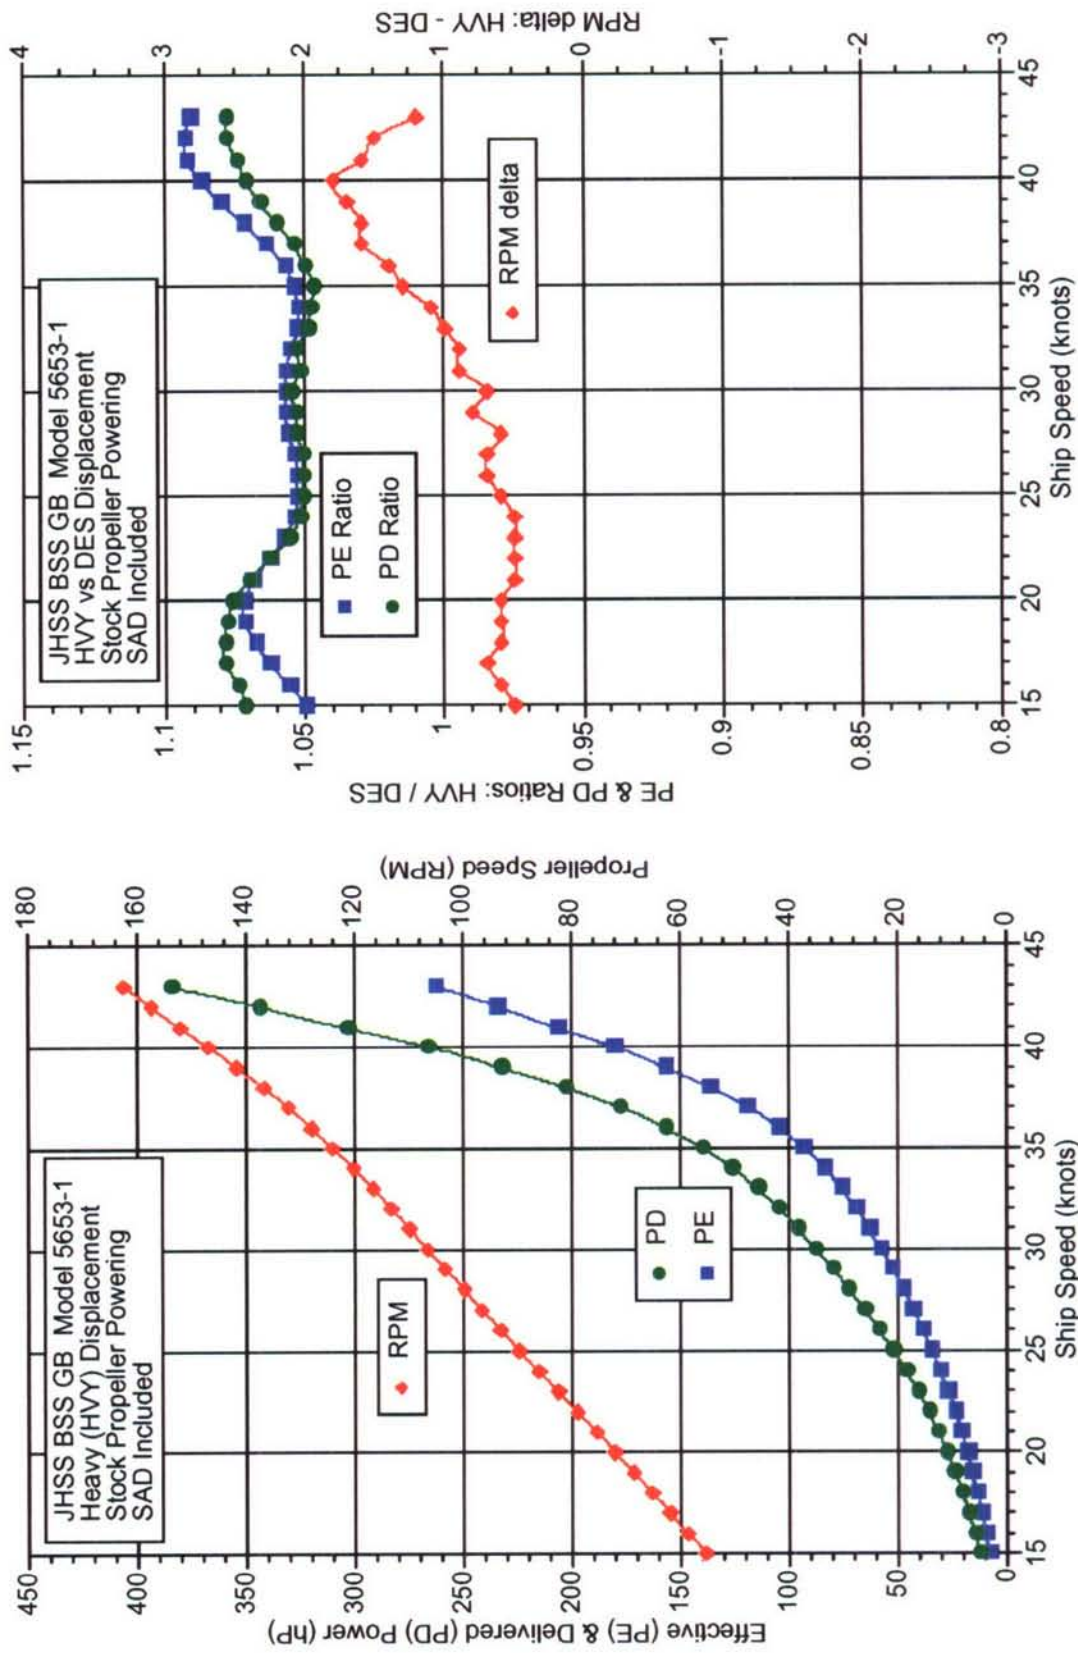 JHSS BSS GB Model 5653-1
Heavy (HVY) Displacement
Stock Propeller Powering
SAD Included
Effective (PE) & Delivered (PD) Power (hP)
450
400
350
300
250
200
150
100
50
0
Propeller Speed (RPM)
180
160
140
120
100
80
60
40
20
0
RPM
PD
PE
15
20
25
30
35
40
45
Ship Speed (knots)
JHSS BSS GB Model 5653-1
HVY vs DES Displacement
Stock Propeller Powering
SAD Included
PE & PD Ratios: HVY / DES
1.15
1.1
1.05
1
0.95
0.9
0.85
0.8
RPM delta: HVY - DES
4
3
2
1
0
-1
-2
-3
PE Ratio
PD Ratio
RPM delta
15
20
25
30
35
40
45
Ship Speed (knots)